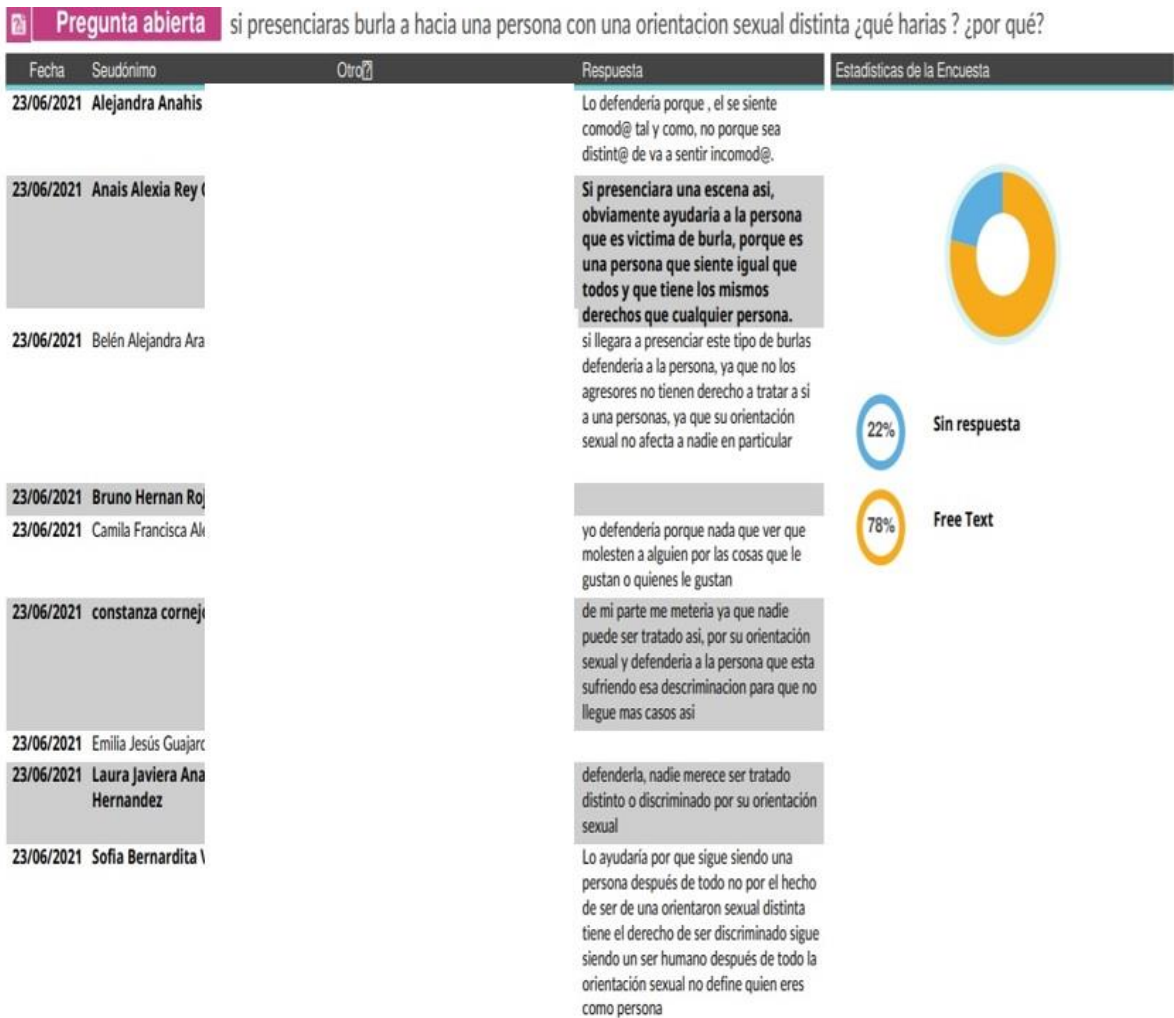 Pregunta abierta si presenciaras burla a hacia una persona con una orientacion sexual distinta ¿qué harias ? ¿por qué?
Fecha Seudónimo Otro Respuesta Estadísticas de la Encuesta
23/06/2021 Alejandra Anahis
Lo defendería porque , el se siente
comod@ tal y como, no porque sea
distint@ de va a sentir incomod@.
23/06/2021 Anais Alexia Rey
Si presenciara una escena asi,
obviamente ayudaria a la persona
que es victima de burla, porque es
una persona que siente igual que
todos y que tiene los mismos
derechos que cualquier persona.
23/06/2021 Belén Alejandra Ara
si llegara a presenciar este tipo de burlas
defenderia a la persona, ya que no los
agresores no tienen derecho a tratar a si
a una personas, ya que su orientación
sexual no afecta a nadie en particular
23/06/2021 Bruno Hernan Roj
23/06/2021 Camila Francisca Ale
yo defendería porque nada que ver que
molesten a alguien por las cosas que le
gustan o quienes le gustan
23/06/2021 constanza cornejo
de mi parte me meteria ya que nadie
puede ser tratado asi, por su orientación
sexual y defenderia a la persona que esta
sufriendo esa descriminacion para que no
llegue mas casos asi
23/06/2021 Emilia Jesús Guajard
23/06/2021 Laura Javiera Ana
Hernandez
defenderla, nadie merece ser tratado
distinto o discriminado por su orientación
sexual
23/06/2021 Sofia Bernardita V
Lo ayudaría por que sigue siendo una
persona después de todo no por el hecho
de ser de una orientaron sexual distinta
tiene el derecho de ser discriminado sigue
siendo un ser humano después de todo la
orientación sexual no define quien eres
como persona
22% Sin respuesta
78% Free Text